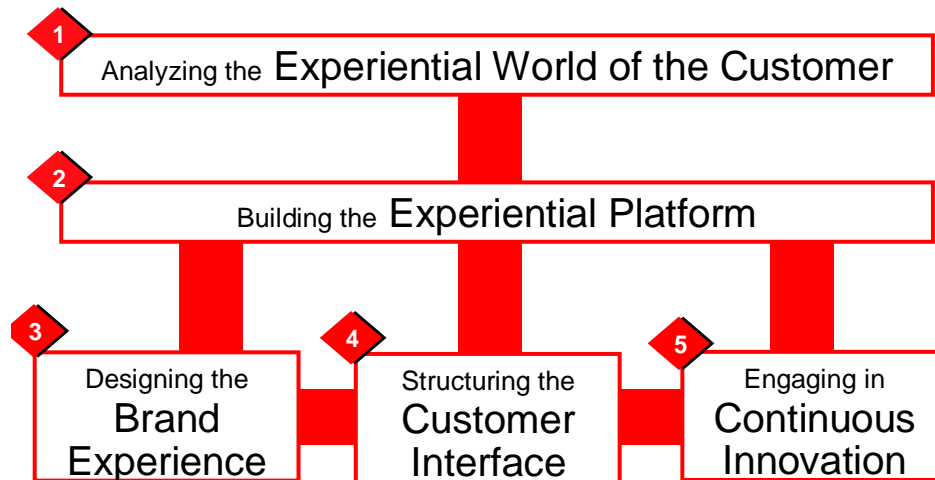 1
Analyzing the Experiential World of the Customer
2
Building the Experiential Platform
3
Designing the
Brand
Experience
4
Structuring the
Customer
Interface
5
Engaging in
Continuous
Innovation